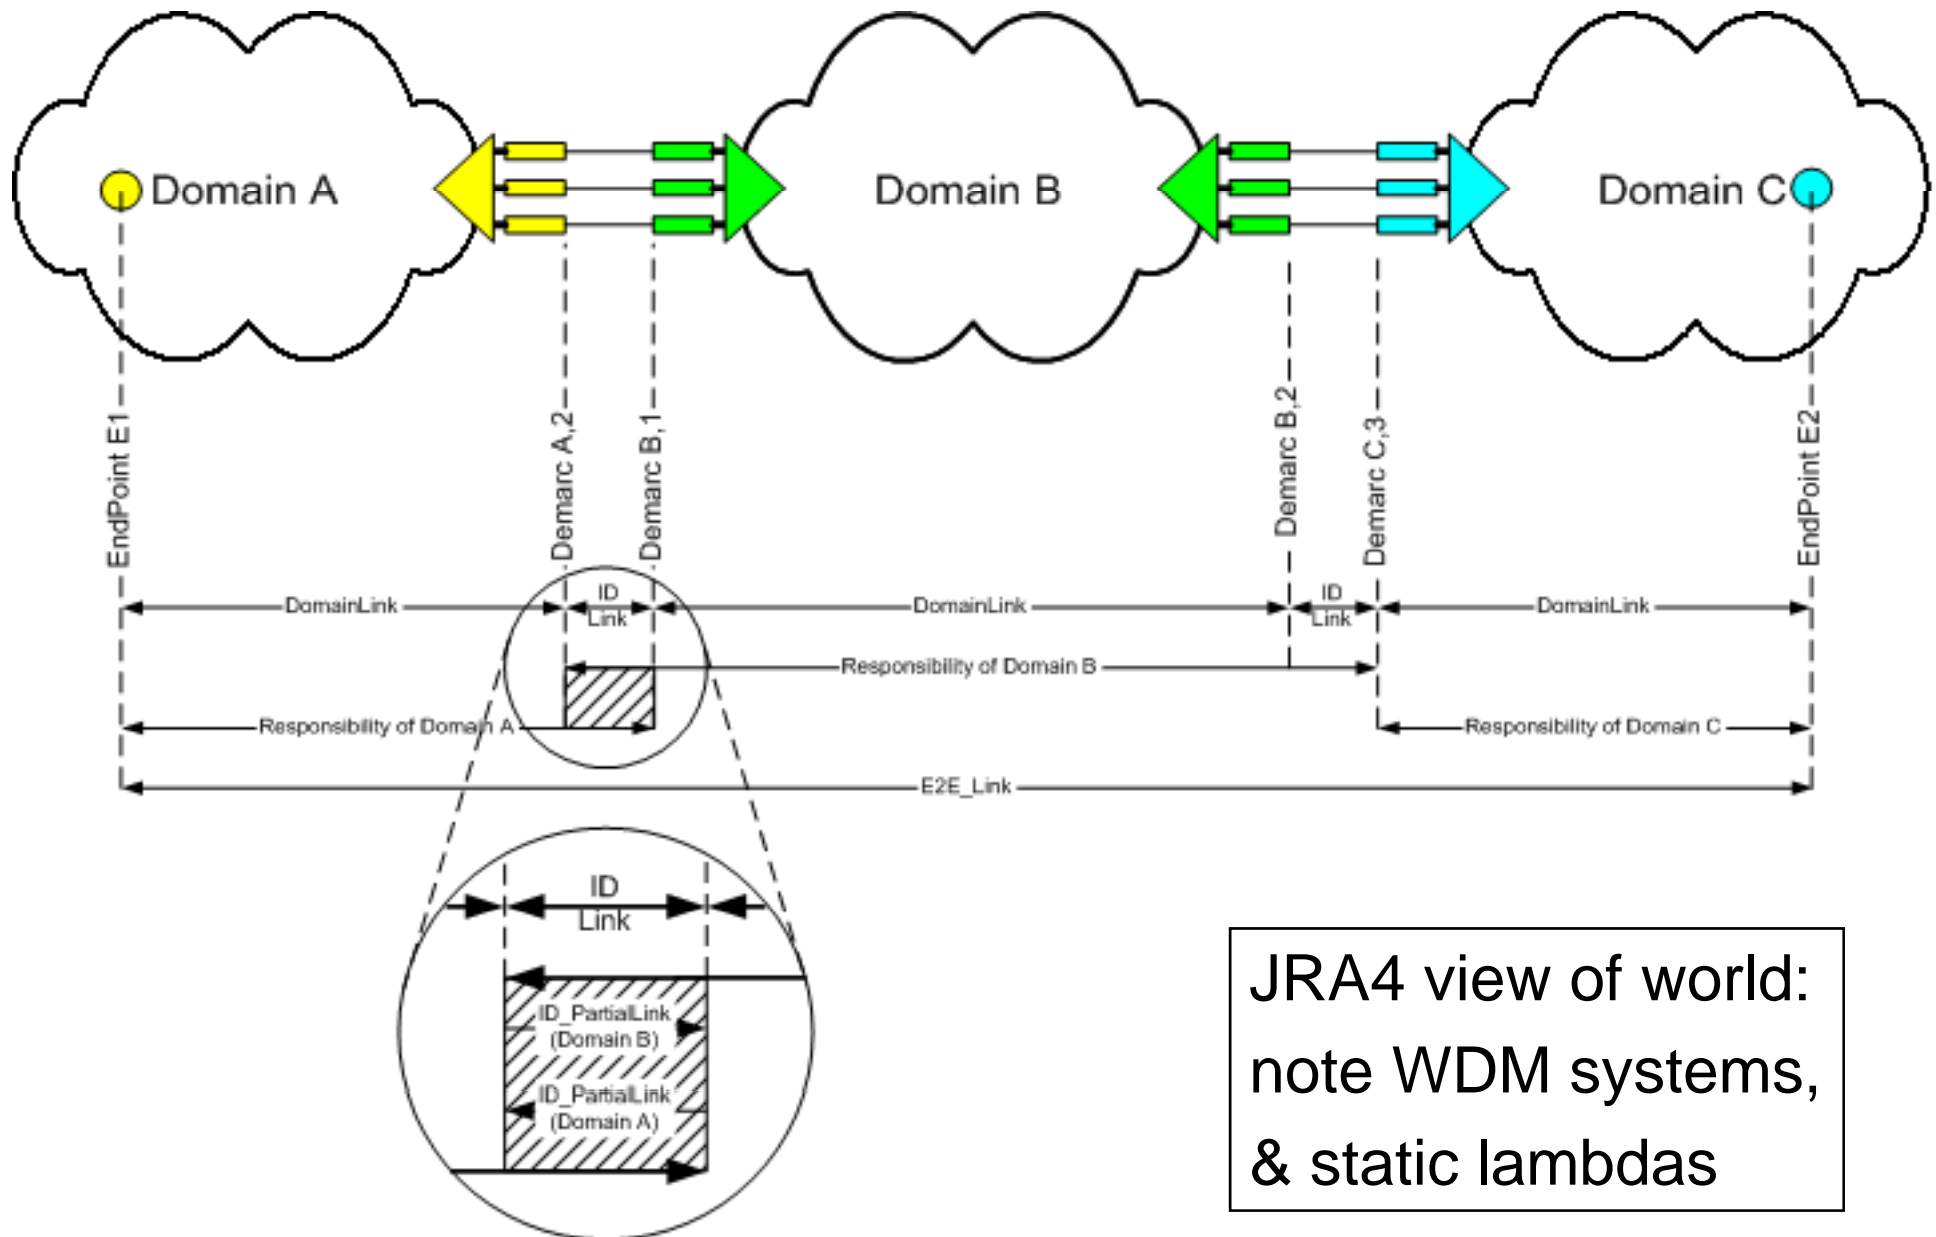 Domain A
Domain B
Domain C
EndPoint E1
Demarc A,2
Demarc B,1
Demarc B,2
Demarc C,3
EndPoint E2
DomainLink
ID
Link
DomainLink
ID
Link
DomainLink
Responsibility of Domain B
Responsibility of Domain A
Responsibility of Domain C
E2E_Link
ID
Link
ID_PartialLink
(Domain B)
ID_PartialLink
(Domain A)
JRA4 view of world:
note WDM systems,
& static lambdas